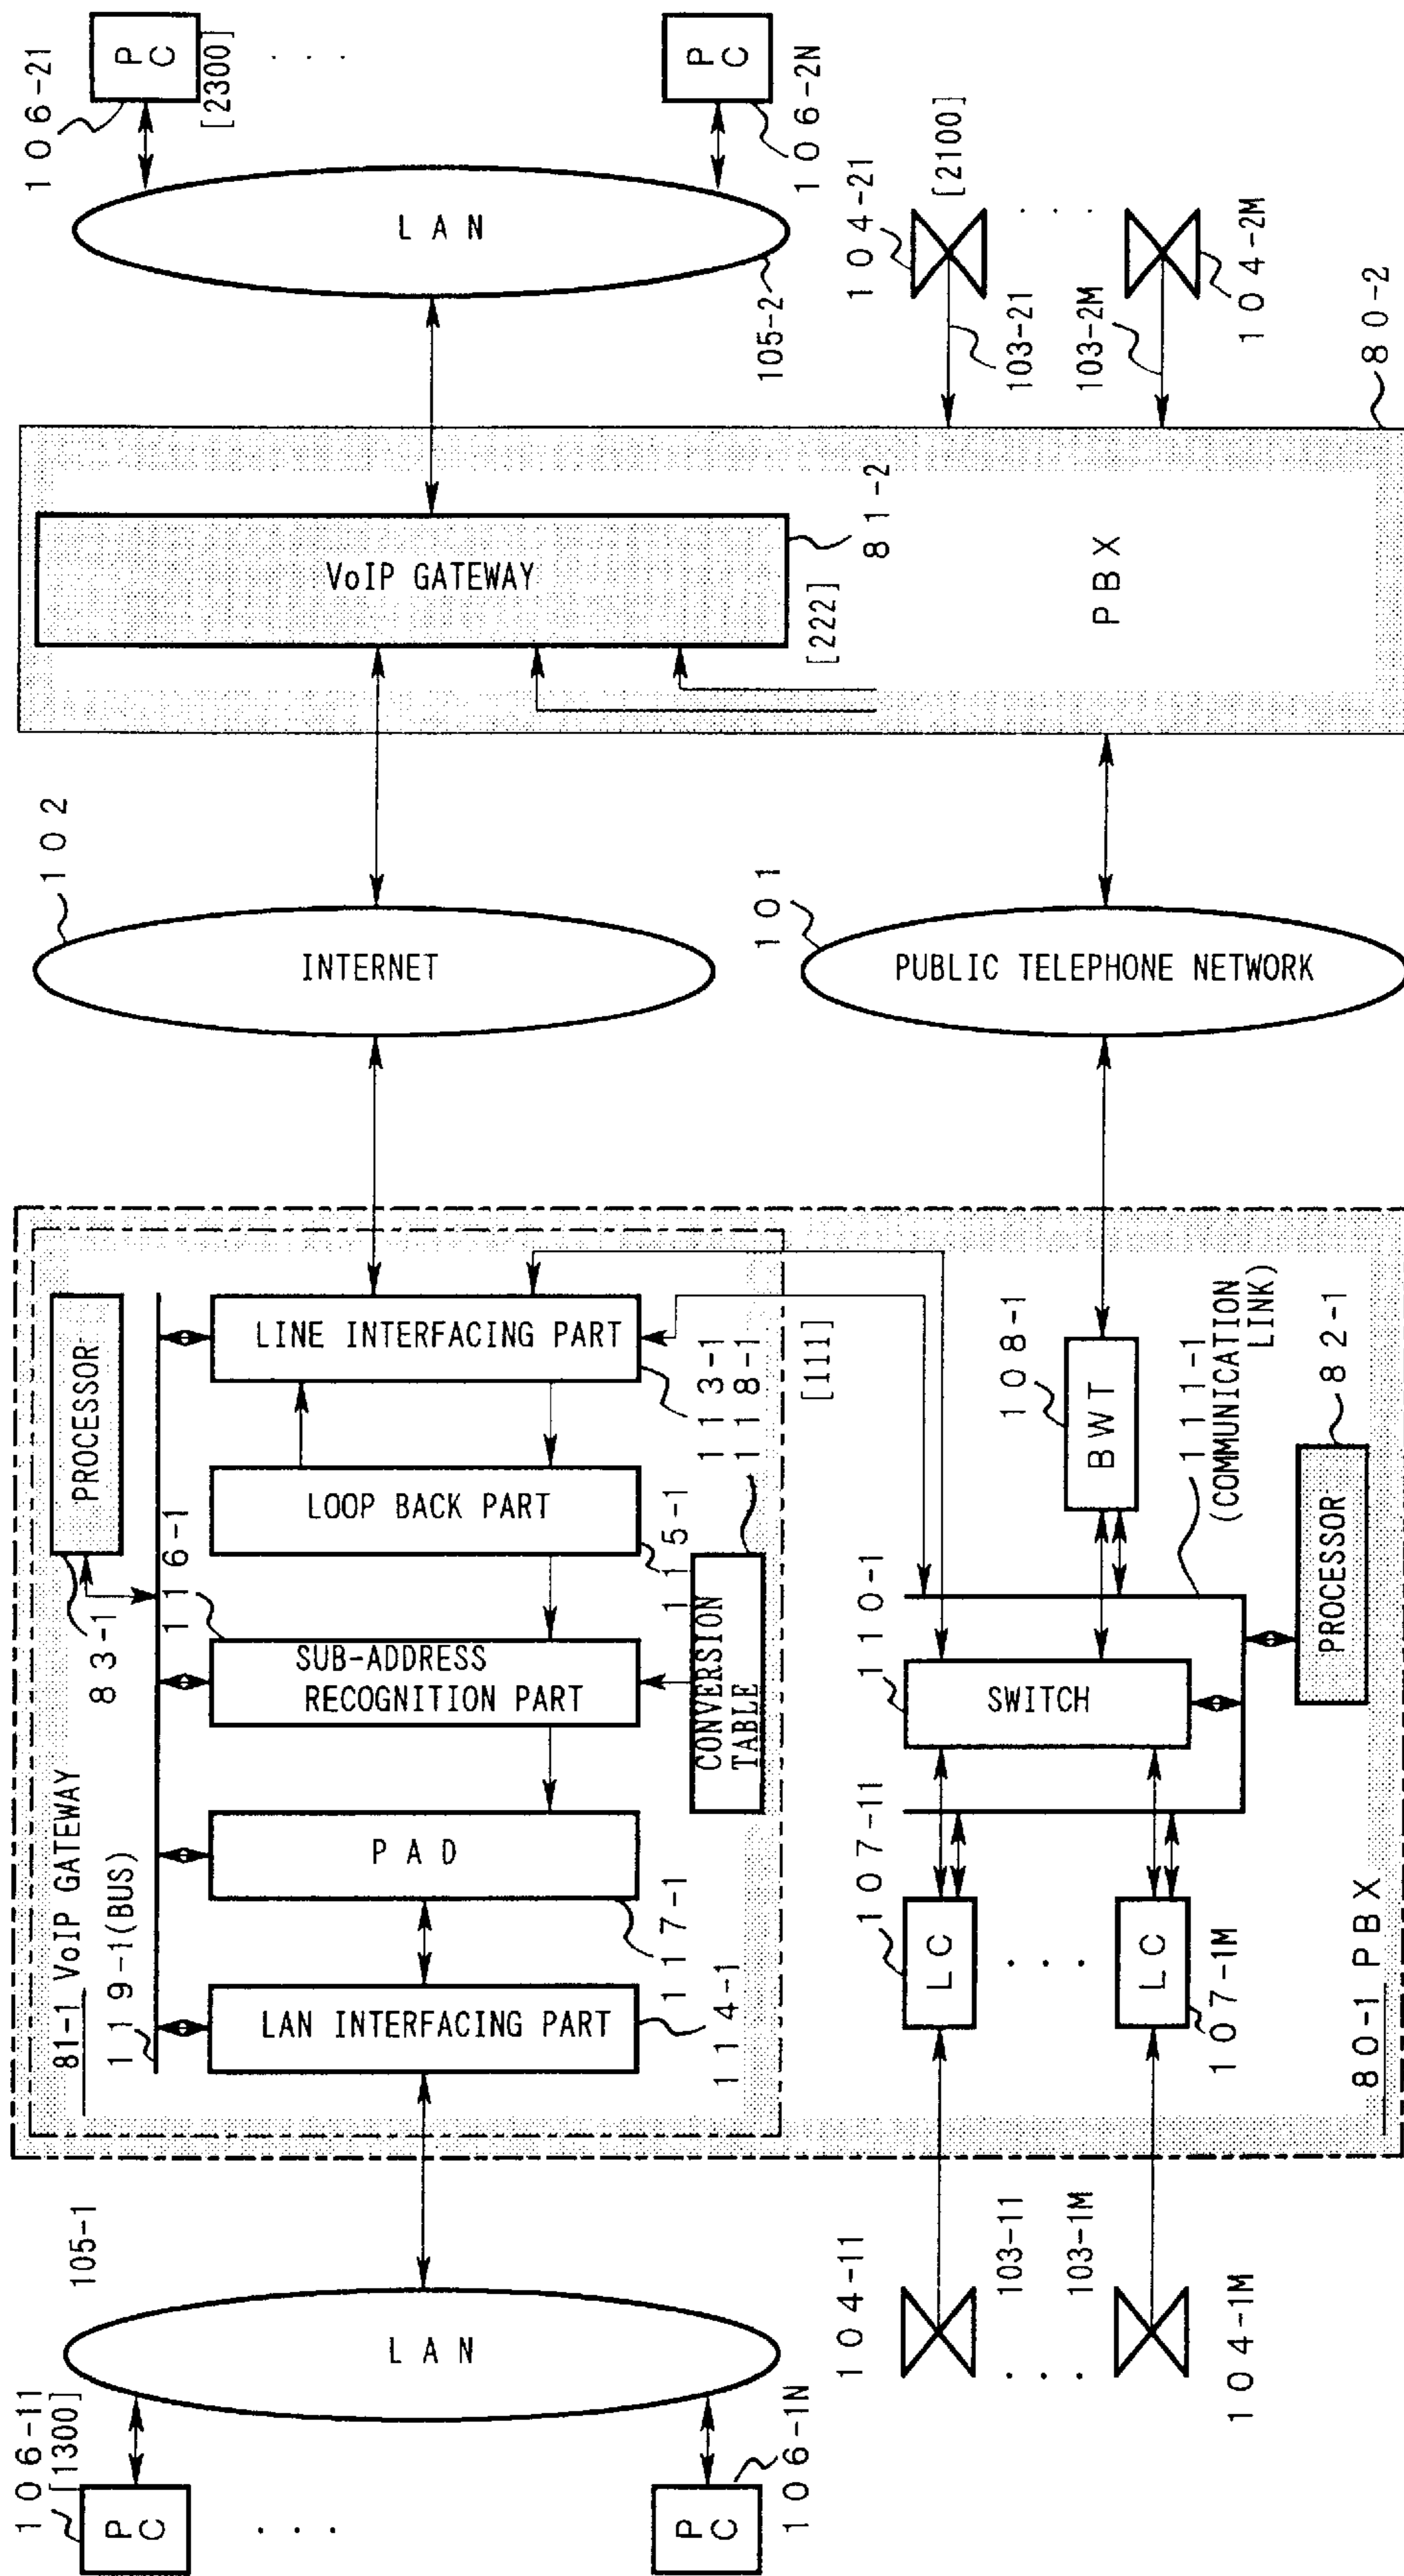 106-11
[1300]
PC
. . .
PC
106-1N
105-1
LAN
104-11
103-11
. . .
103-1M
104-1M
81-1 VoIP GATEWAY
119-1(BUS)
83-1
PROCESSOR
LAN INTERFACING PART
114-1
PAD
117-1
116-1
SUB-ADDRESS
RECOGNITION PART
CONVERSION
TABLE
118-1
LOOP BACK PART
115-1
LINE INTERFACING PART
113-1
[111]
107-11
LC
. . .
LC
107-1M
110-1
SWITCH
108-1
BWT
111-1
(COMMUNICATION
LINK)
PROCESSOR
82-1
80-1 PBX
102
INTERNET
101
PUBLIC TELEPHONE NETWORK
VoIP GATEWAY
81-2
[222]
PBX
80-2
105-2
LAN
106-21
PC
[2300]
. . .
PC
106-2N
104-21
[2100]
103-21
. . .
103-2M
104-2M